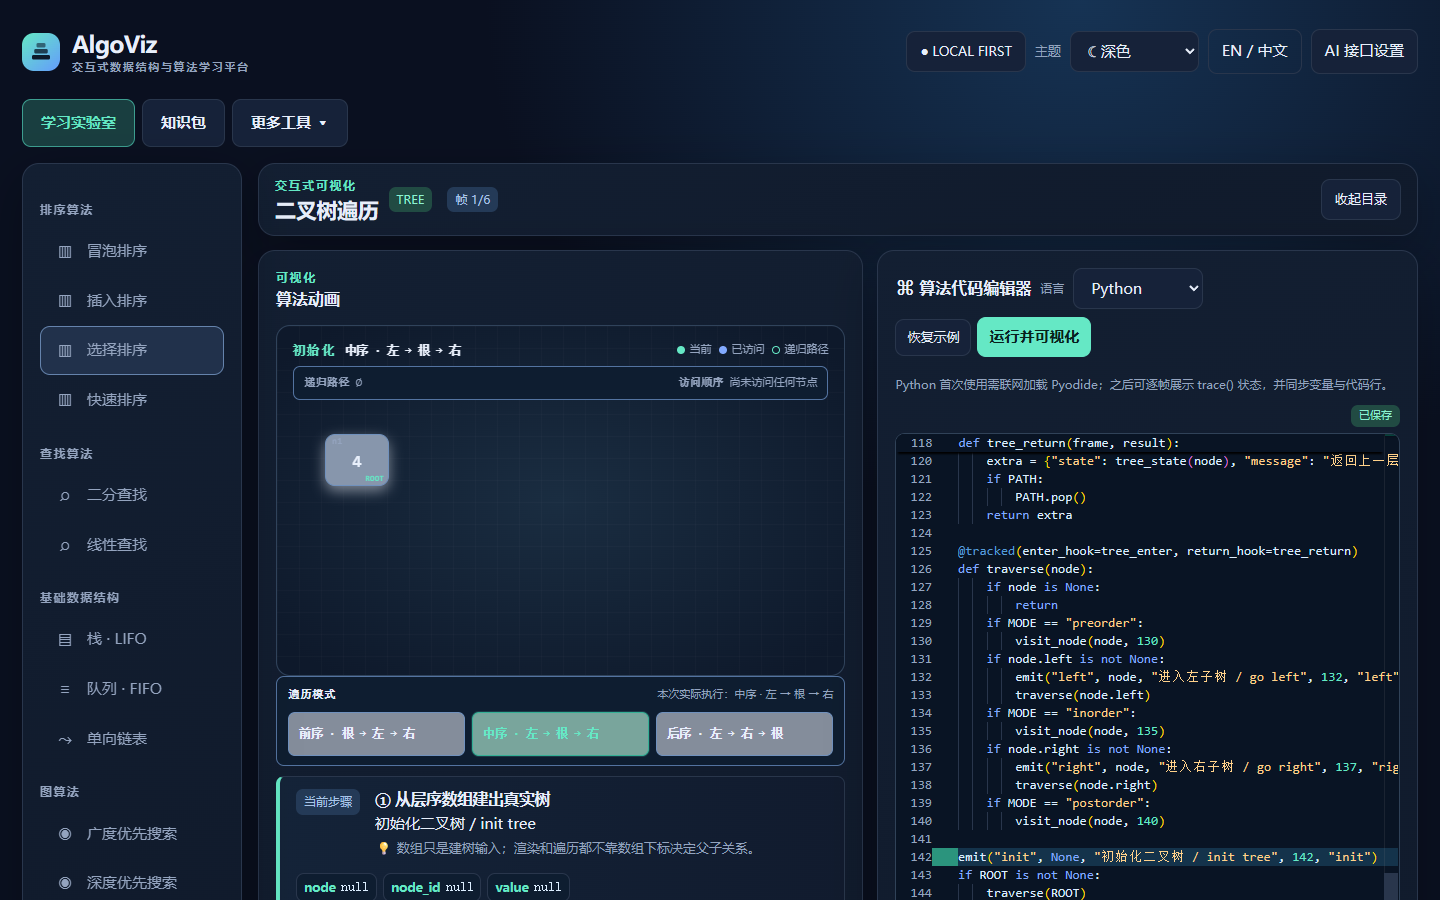 AlgoViz
交互式数据结构与算法学习平台
● LOCAL FIRST
主题
☾ 深色
EN / 中文
AI 接口设置
学习实验室
知识包
更多工具 ▾
排序算法
冒泡排序
插入排序
选择排序
快速排序
查找算法
二分查找
线性查找
基础数据结构
栈 · LIFO
队列 · FIFO
单向链表
图算法
广度优先搜索
深度优先搜索
交互式可视化
二叉树遍历
TREE
帧 1/6
收起目录
可视化
算法动画
初始化 中序 · 左 → 根 → 右
当前 已访问 递归路径
递归路径 ∅
访问顺序 尚未访问任何节点
4
ROOT
遍历模式
本次实际执行：中序 · 左 → 根 → 右
前序 · 根 → 左 → 右
中序 · 左 → 根 → 右
后序 · 左 → 右 → 根
当前步骤
① 从层序数组建出真实树
初始化二叉树 / init tree
💡 数组只是建树输入；渲染和遍历都不靠数组下标决定父子关系。
node null
node_id null
value null
⌘ 算法代码编辑器
语言
Python
恢复示例
运行并可视化
Python 首次使用需联网加载 Pyodide；之后可逐帧展示 trace() 状态，并同步变量与代码行。
已保存
118 def tree_return(frame, result):
120 extra = {"state": tree_state(node), "message": "返回上一层
121 if PATH:
122 PATH.pop()
123 return extra
124
125 @tracked(enter_hook=tree_enter, return_hook=tree_return)
126 def traverse(node):
127 if node is None:
128 return
129 if MODE == "preorder":
130 visit_node(node, 130)
131 if node.left is not None:
132 emit("left", node, "进入左子树 / go left", 132, "left"
133 traverse(node.left)
134 if MODE == "inorder":
135 visit_node(node, 135)
136 if node.right is not None:
137 emit("right", node, "进入右子树 / go right", 137, "rig
138 traverse(node.right)
139 if MODE == "postorder":
140 visit_node(node, 140)
141
142 emit("init", None, "初始化二叉树 / init tree", 142, "init")
143 if ROOT is not None:
144 traverse(ROOT)